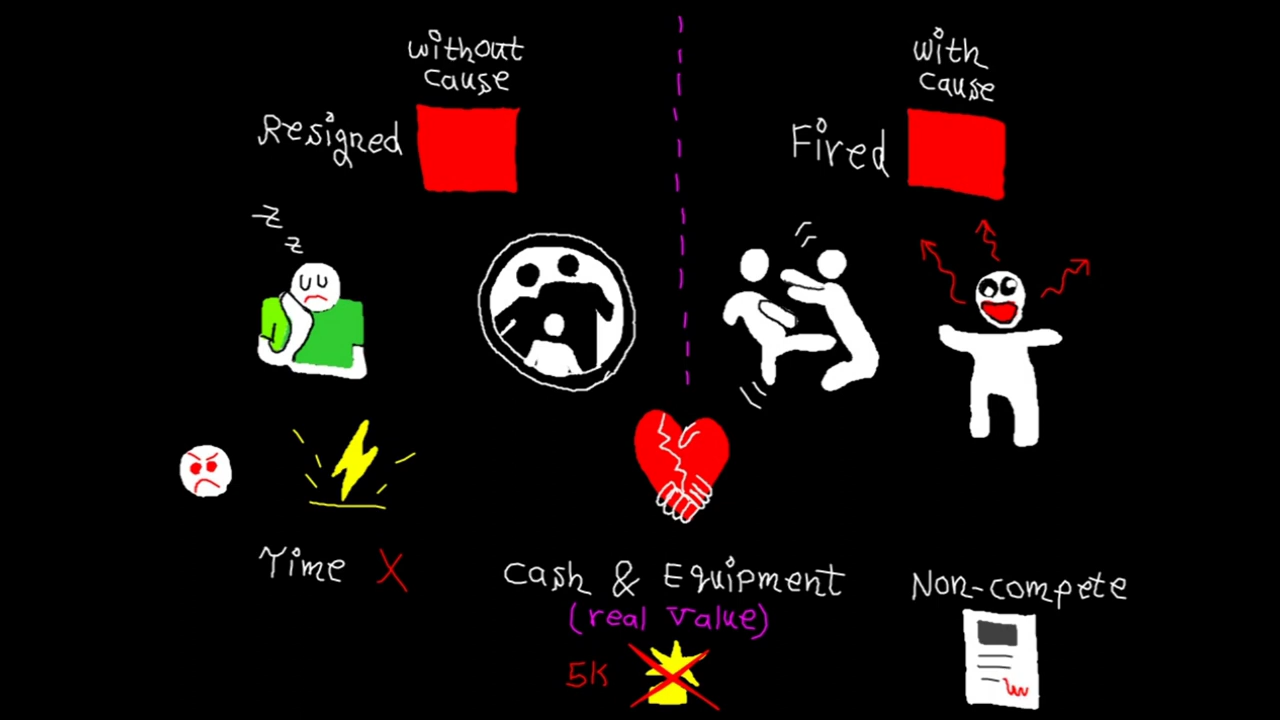 without
cause
Resigned
with
cause
Fired
z
z
Time X
Cash & Equipment
(real value)
5K
Non-compete